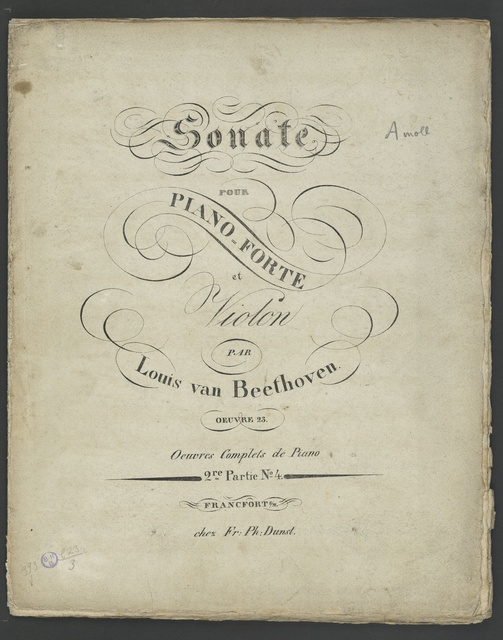 Sonate
A moll
POUR
PIANO-FORTE
et
Violon
PAR
Louis van Beethoven.
OEUVRE 23.
Oeuvres Complets de Piano
2re Partie No 4.
FRANCFORT s/m.
chez Fr: Ph: Dunst.
3